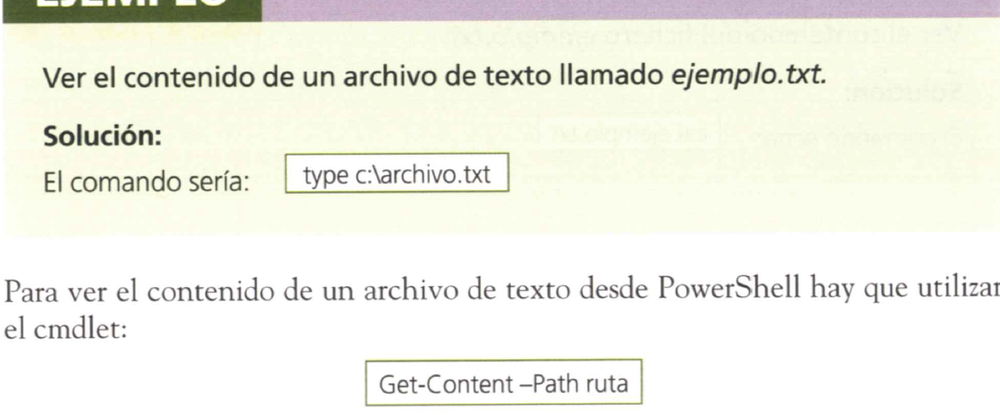 EJEMPLO
Ver el contenido de un archivo de texto llamado ejemplo.txt.
Solución:
El comando sería: type c:\archivo.txt
Para ver el contenido de un archivo de texto desde PowerShell hay que utilizar
el cmdlet:
Get-Content –Path ruta